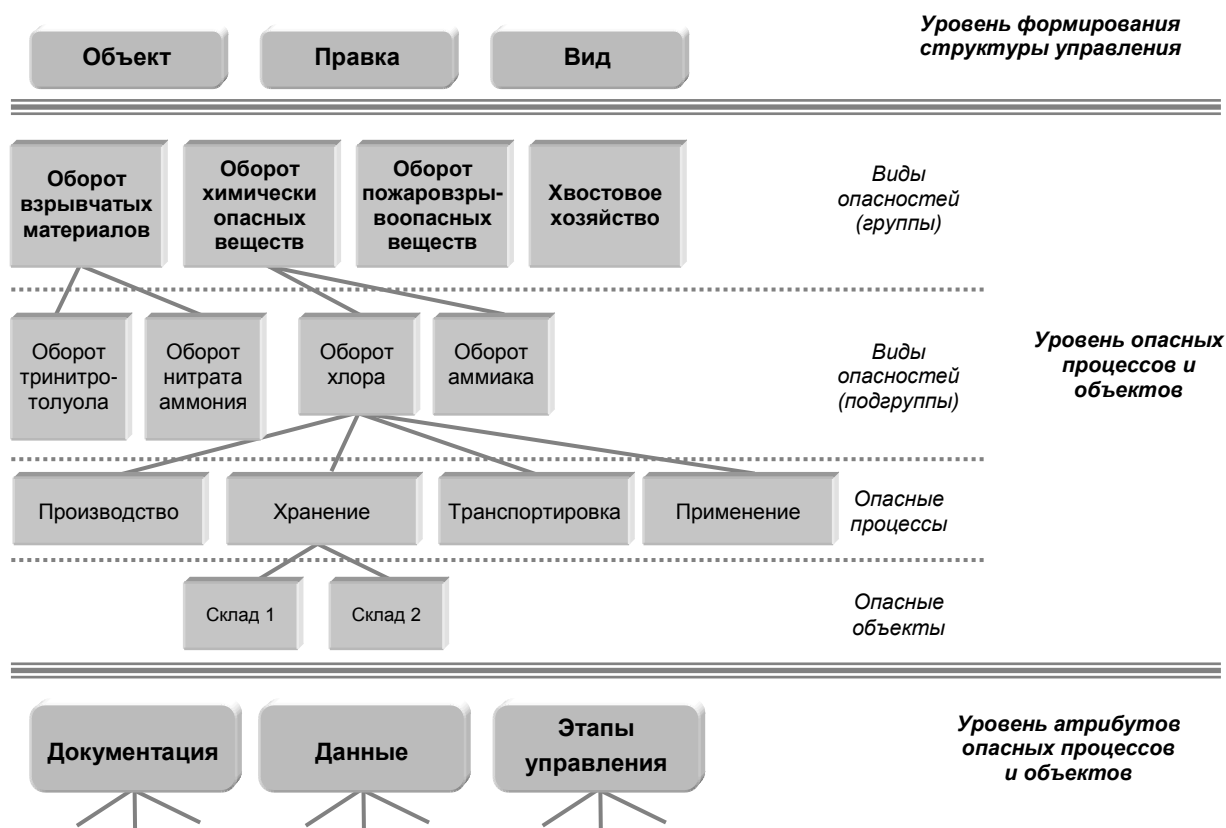 Уровень формирования
структуры управления
Объект
Правка
Вид
Оборот
взрывчатых
материалов
Оборот
химически
опасных
веществ
Оборот
пожаровзры-
воопасных
веществ
Хвостовое
хозяйство
Виды
опасностей
(группы)
Оборот
тринитро-
толуола
Оборот
нитрата
аммония
Оборот
хлора
Оборот
аммиака
Виды
опасностей
(подгруппы)
Уровень опасных
процессов и
объектов
Производство
Хранение
Транспортировка
Применение
Опасные
процессы
Склад 1
Склад 2
Опасные
объекты
Документация
Данные
Этапы
управления
Уровень атрибутов
опасных процессов
и объектов